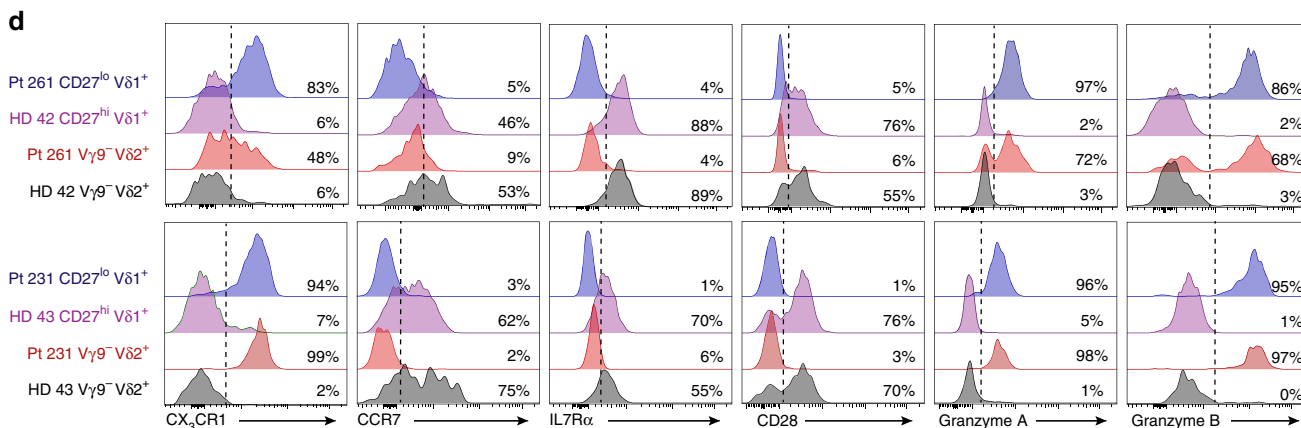 d
Pt 261 CD27lo Vδ1+ 83% 5% 4% 5% 97% 86%
HD 42 CD27hi Vδ1+ 6% 46% 88% 76% 2% 2%
Pt 261 Vγ9−Vδ2+ 48% 9% 4% 6% 72% 68%
HD 42 Vγ9−Vδ2+ 6% 53% 89% 55% 3% 3%
Pt 231 CD27lo Vδ1+ 94% 3% 1% 1% 96% 95%
HD 43 CD27hi Vδ1+ 7% 62% 70% 76% 5% 1%
Pt 231 Vγ9−Vδ2+ 99% 2% 6% 3% 98% 97%
HD 43 Vγ9−Vδ2+ 2% 75% 55% 70% 1% 0%
CX3CR1 CCR7 IL7Rα CD28 Granzyme A Granzyme B